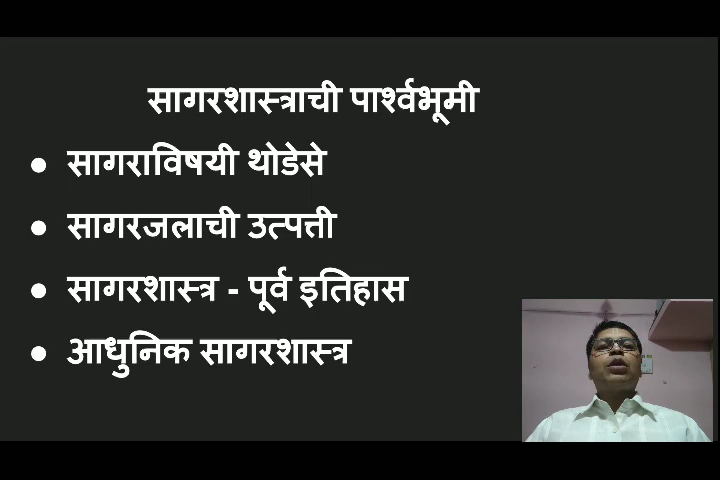 सागरशास्त्राची पार्श्वभूमी
● सागराविषयी थोडेसे
● सागरजलाची उत्पत्ती
● सागरशास्त्र - पूर्व इतिहास
● आधुनिक सागरशास्त्र